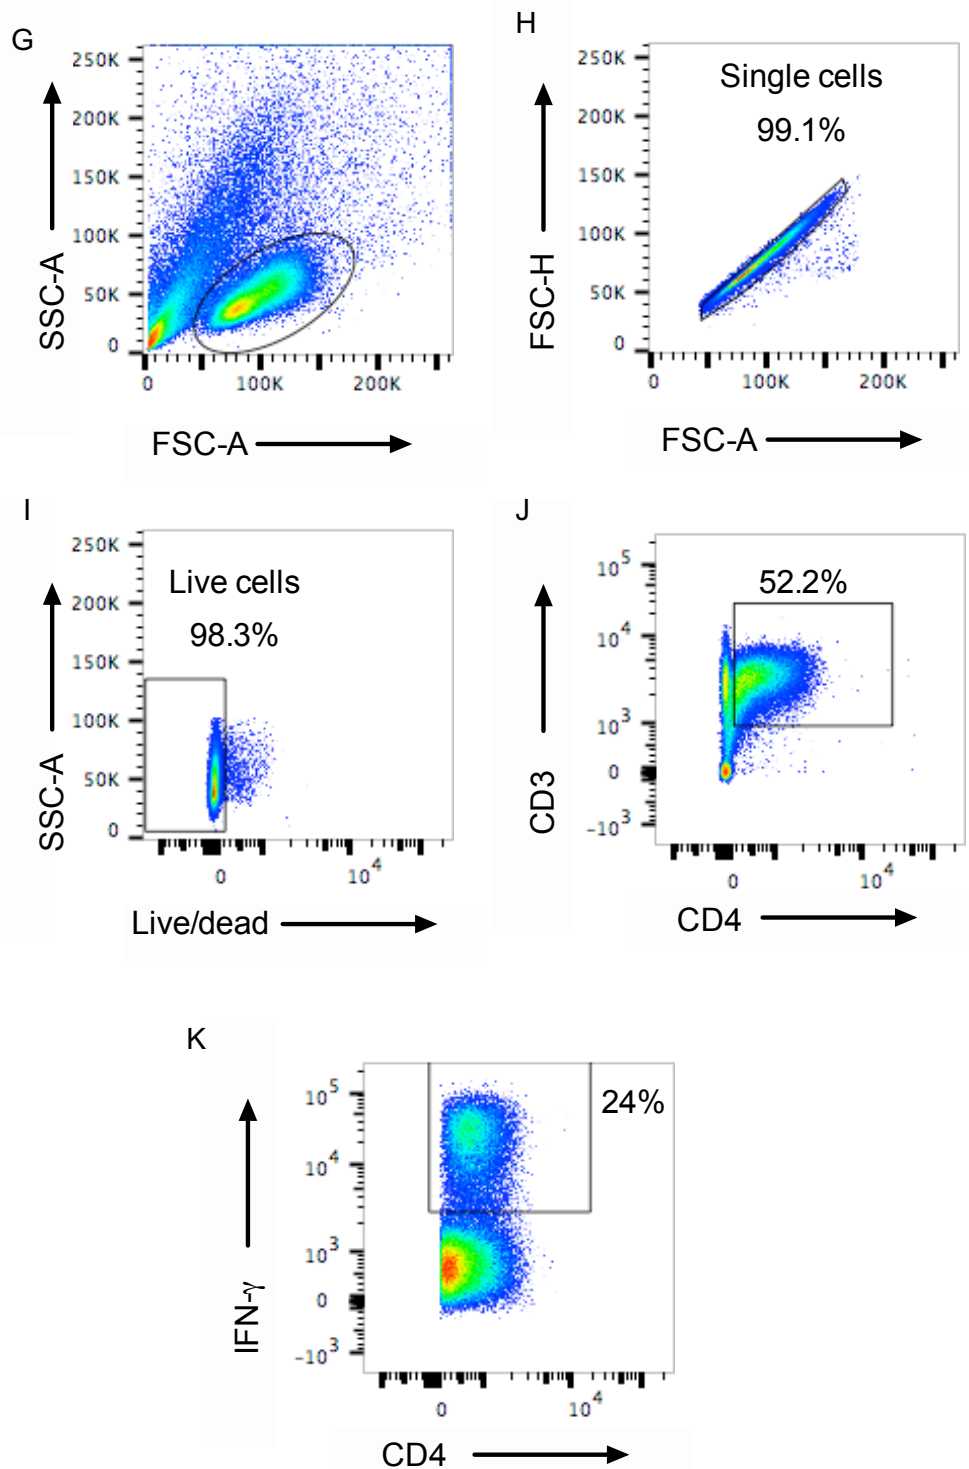 G
250K
200K
150K
100K
50K
0
SSC-A
0 100K 200K
FSC-A
H
250K
200K
150K
100K
50K
0
FSC-H
Single cells
99.1%
0 100K 200K
FSC-A
I
250K
200K
150K
100K
50K
0
SSC-A
Live cells
98.3%
0 10^4
Live/dead
J
10^5
10^4
10^3
0
-10^3
CD3
52.2%
0 10^4
CD4
K
10^5
10^4
10^3
0
-10^3
IFN-γ
24%
0 10^4
CD4